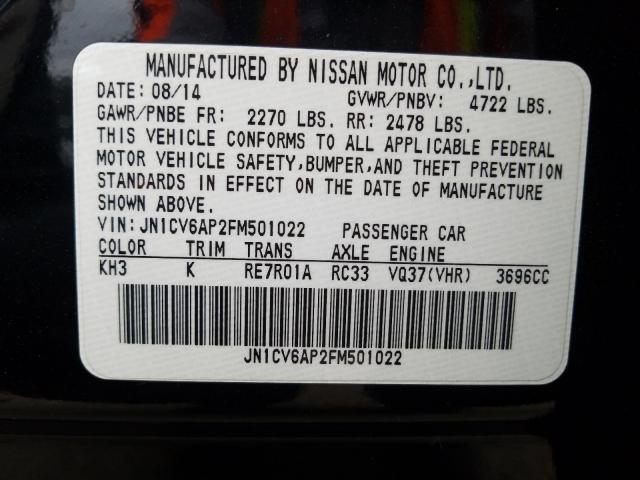 MANUFACTURED BY NISSAN MOTOR CO.,LTD.
DATE: 08/14 GVWR/PNBV: 4722 LBS.
GAWR/PNBE FR: 2270 LBS. RR: 2478 LBS.
THIS VEHICLE CONFORMS TO ALL APPLICABLE FEDERAL
MOTOR VEHICLE SAFETY,BUMPER,AND THEFT PREVENTION
STANDARDS IN EFFECT ON THE DATE OF MANUFACTURE
SHOWN ABOVE.
VIN:JN1CV6AP2FM501022 PASSENGER CAR
COLOR TRIM TRANS AXLE ENGINE
KH3 K RE7R01A RC33 VQ37(VHR) 3696CC
JN1CV6AP2FM501022